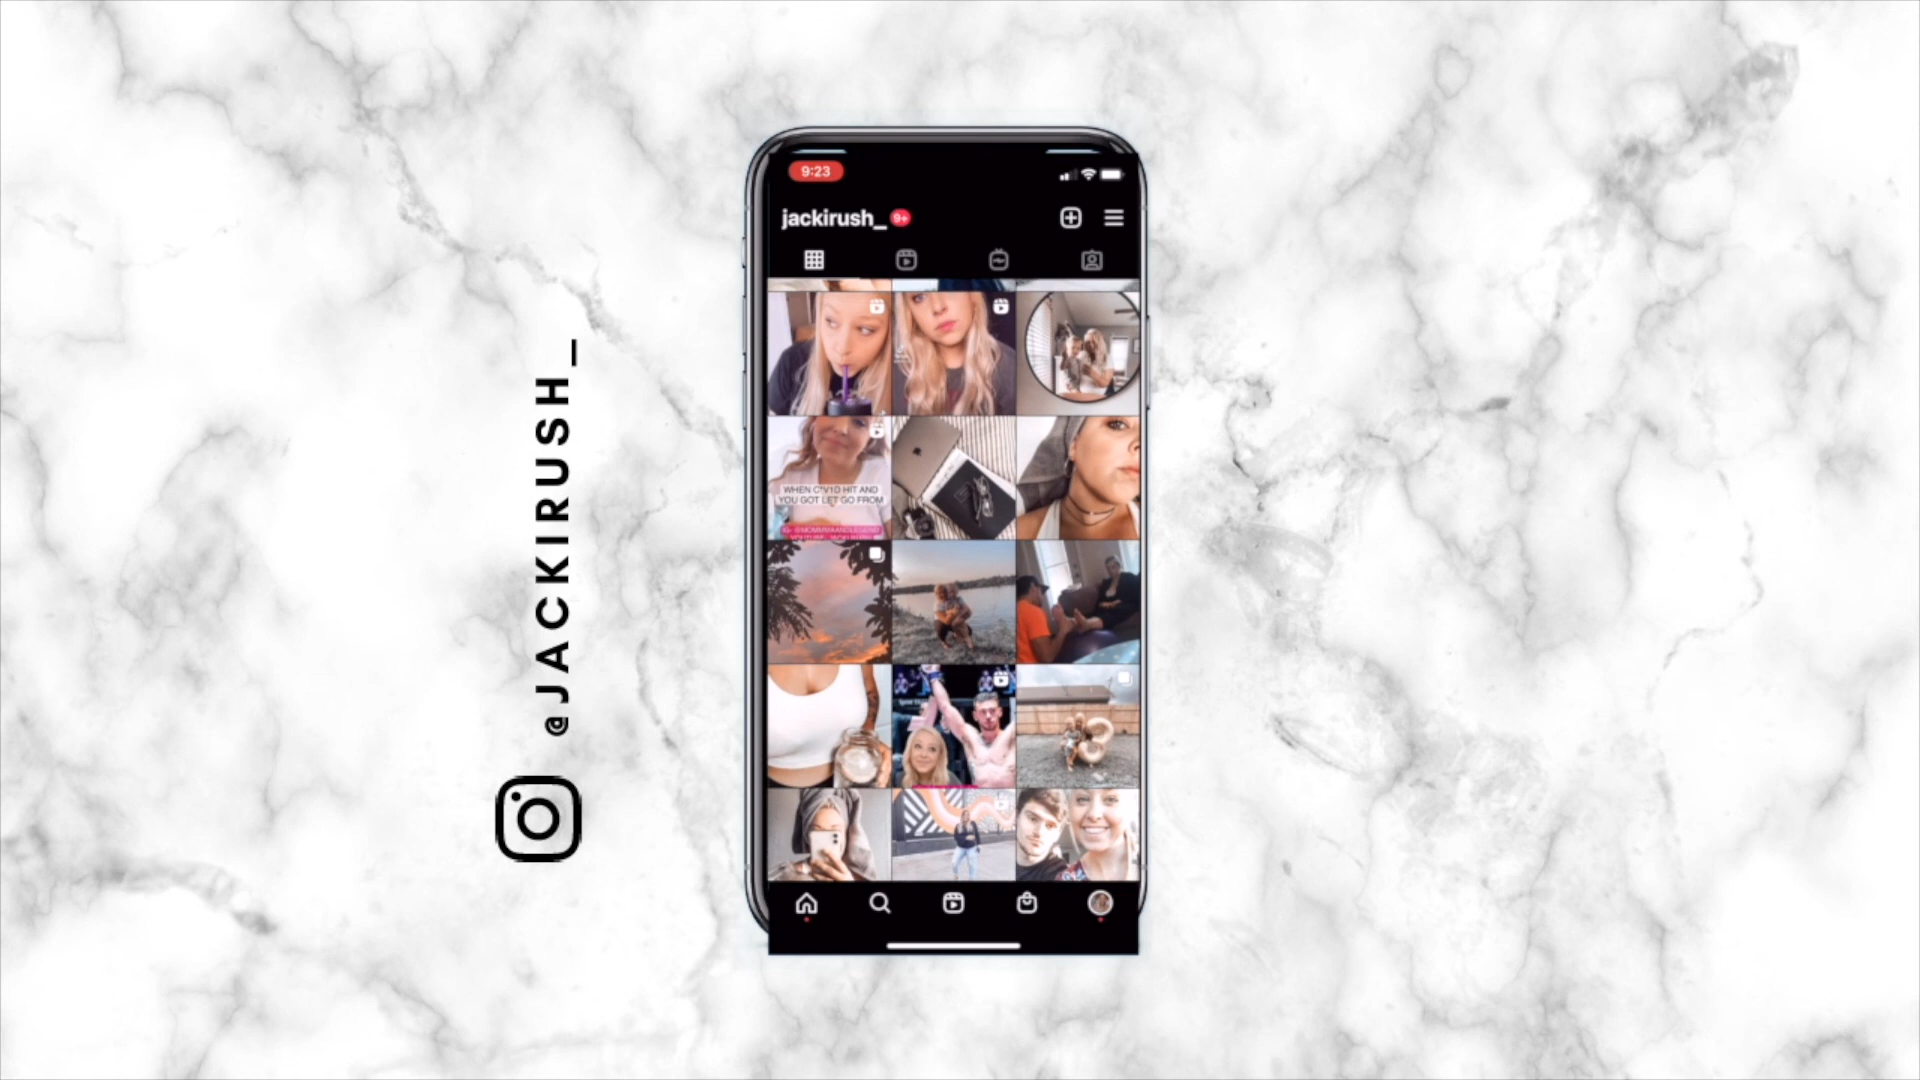 @JACKIRUSH_
9:23
jackirush_ 9+
WHEN C*V1D HIT AND
YOU GOT LET GO FROM